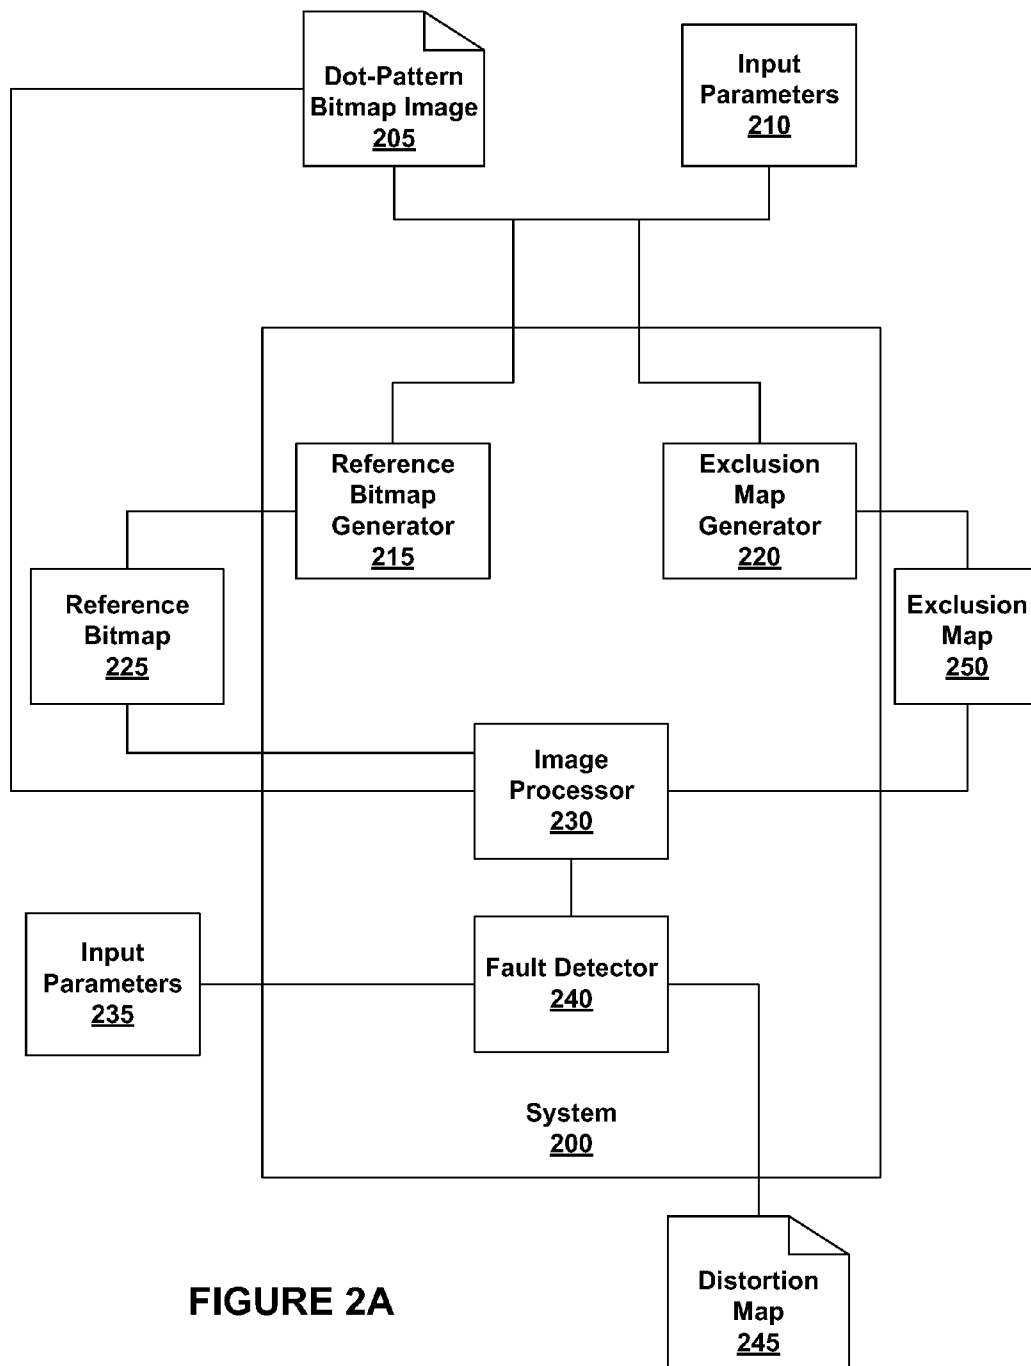 Dot-Pattern
Bitmap Image
205
Input
Parameters
210
Reference
Bitmap
Generator
215
Exclusion
Map
Generator
220
Reference
Bitmap
225
Exclusion
Map
250
Image
Processor
230
Input
Parameters
235
Fault Detector
240
System
200
Distortion
Map
245
FIGURE 2A